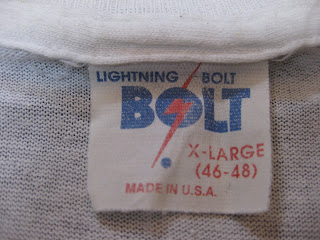 LIGHTNING BOLT
BOLT
X-LARGE
(46-48)
MADE IN U.S.A.